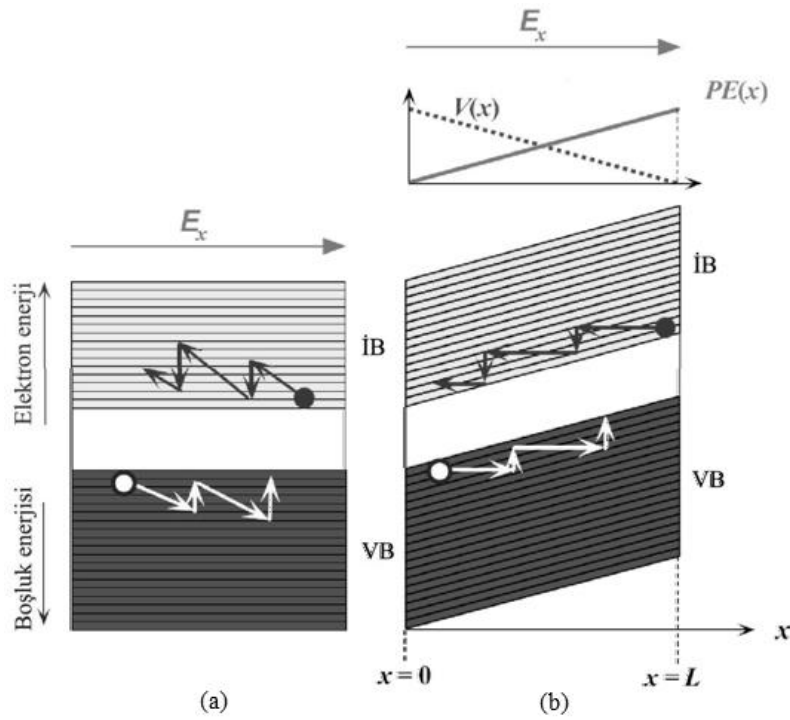 E_x
PE(x)
V(x)
E_x
Elektron enerji
Boşluk enerjisi
İB
VB
İB
VB
x
x = 0
x = L
(a)
(b)